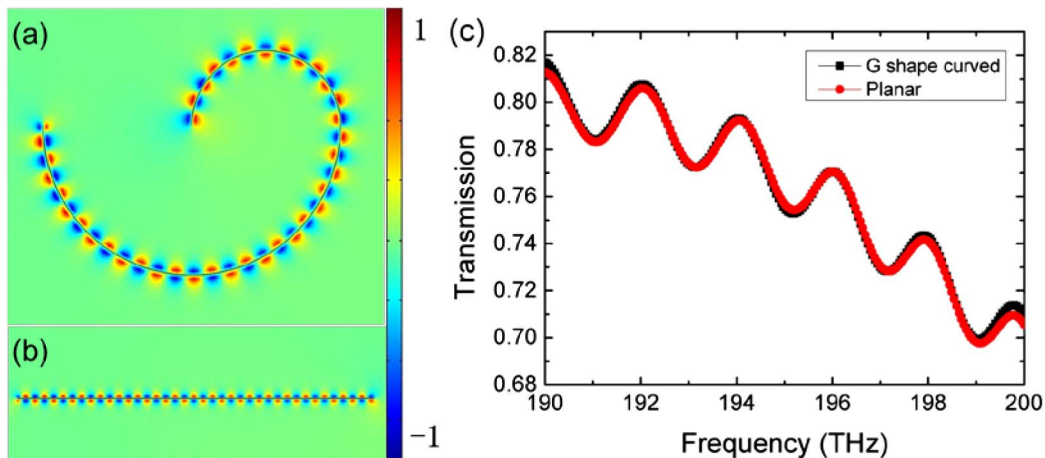 (a)
1
(b)
−1
(c)
Transmission
0.82
0.80
0.78
0.76
0.74
0.72
0.70
0.68
G shape curved
Planar
190 192 194 196 198 200
Frequency (THz)